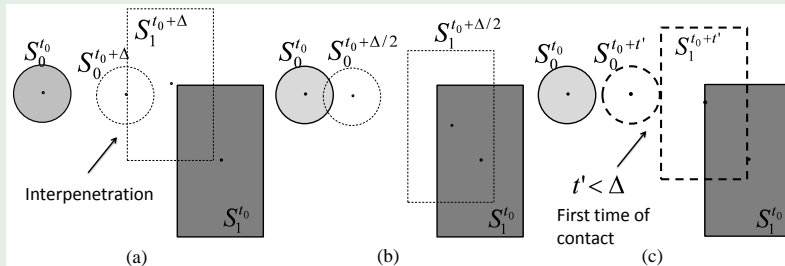 S_0^{t_0}
S_0^{t_0+Δ}
S_1^{t_0+Δ}
Interpenetration
S_1^{t_0}
(a)
S_0^{t_0}
S_0^{t_0+Δ/2}
S_1^{t_0+Δ/2}
S_1^{t_0}
(b)
S_0^{t_0}
S_0^{t_0+t'}
S_1^{t_0+t'}
t' < Δ
First time of
contact
S_1^{t_0}
(c)